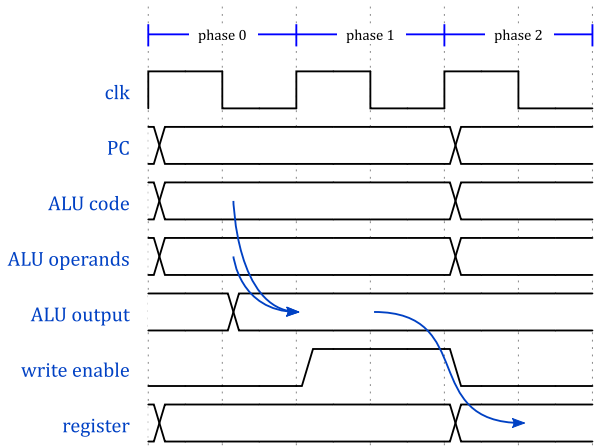 phase 0 phase 1 phase 2
clk
PC
ALU code
ALU operands
ALU output
write enable
register